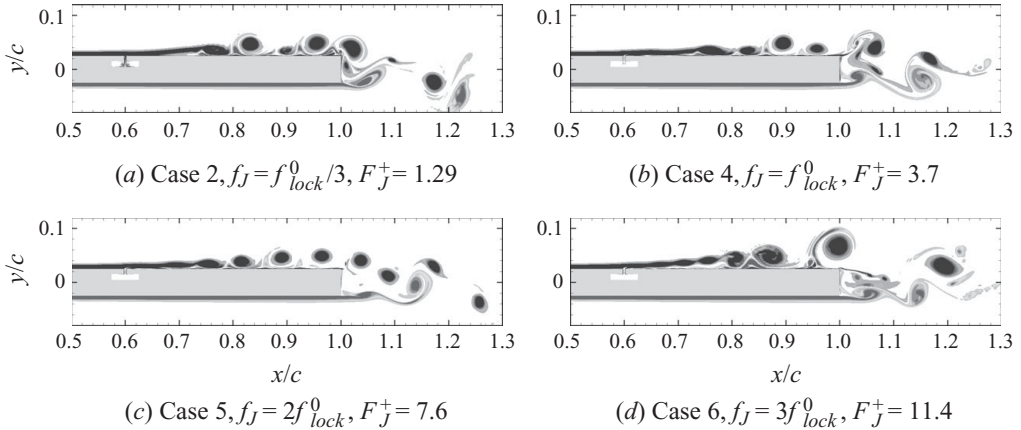 0.1
y/c
0
0.5 0.6 0.7 0.8 0.9 1.0 1.1 1.2 1.3
(a) Case 2, f_J = f^0_lock/3, F^+_J = 1.29
0.1
0
0.5 0.6 0.7 0.8 0.9 1.0 1.1 1.2 1.3
(b) Case 4, f_J = f^0_lock, F^+_J = 3.7
0.1
y/c
0
0.5 0.6 0.7 0.8 0.9 1.0 1.1 1.2 1.3
x/c
(c) Case 5, f_J = 2f^0_lock, F^+_J = 7.6
0.1
0
0.5 0.6 0.7 0.8 0.9 1.0 1.1 1.2 1.3
x/c
(d) Case 6, f_J = 3f^0_lock, F^+_J = 11.4